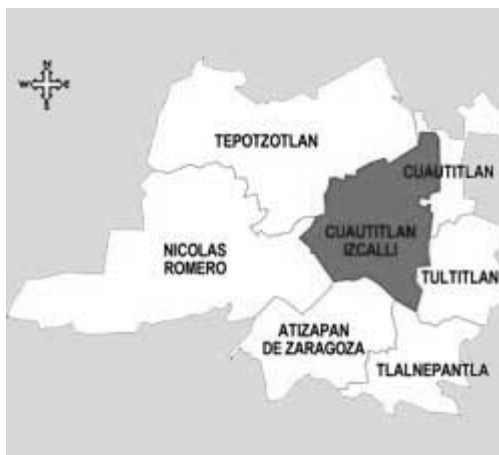 N
W E
S
TEPOTZOTLAN
CUAUTITLAN
CUAUTITLAN
IZCALLI
NICOLAS
ROMERO
TULTITLAN
ATIZAPAN
DE ZARAGOZA
TLALNEPANTLA